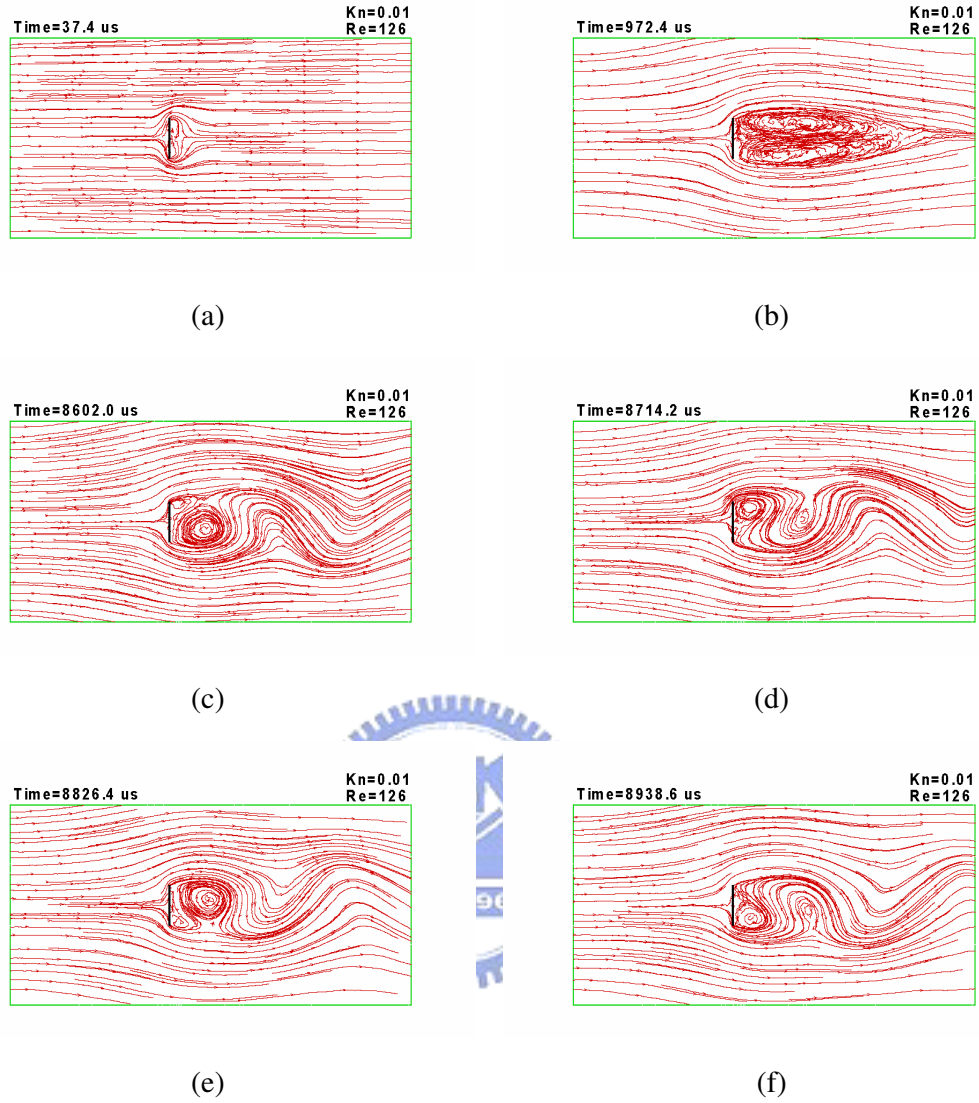 Time=37.4 us Kn=0.01
Re=126
Time=972.4 us Kn=0.01
Re=126
(a) (b)
Time=8602.0 us Kn=0.01
Re=126
Time=8714.2 us Kn=0.01
Re=126
(c) (d)
Time=8826.4 us Kn=0.01
Re=126
Time=8938.6 us Kn=0.01
Re=126
(e) (f)